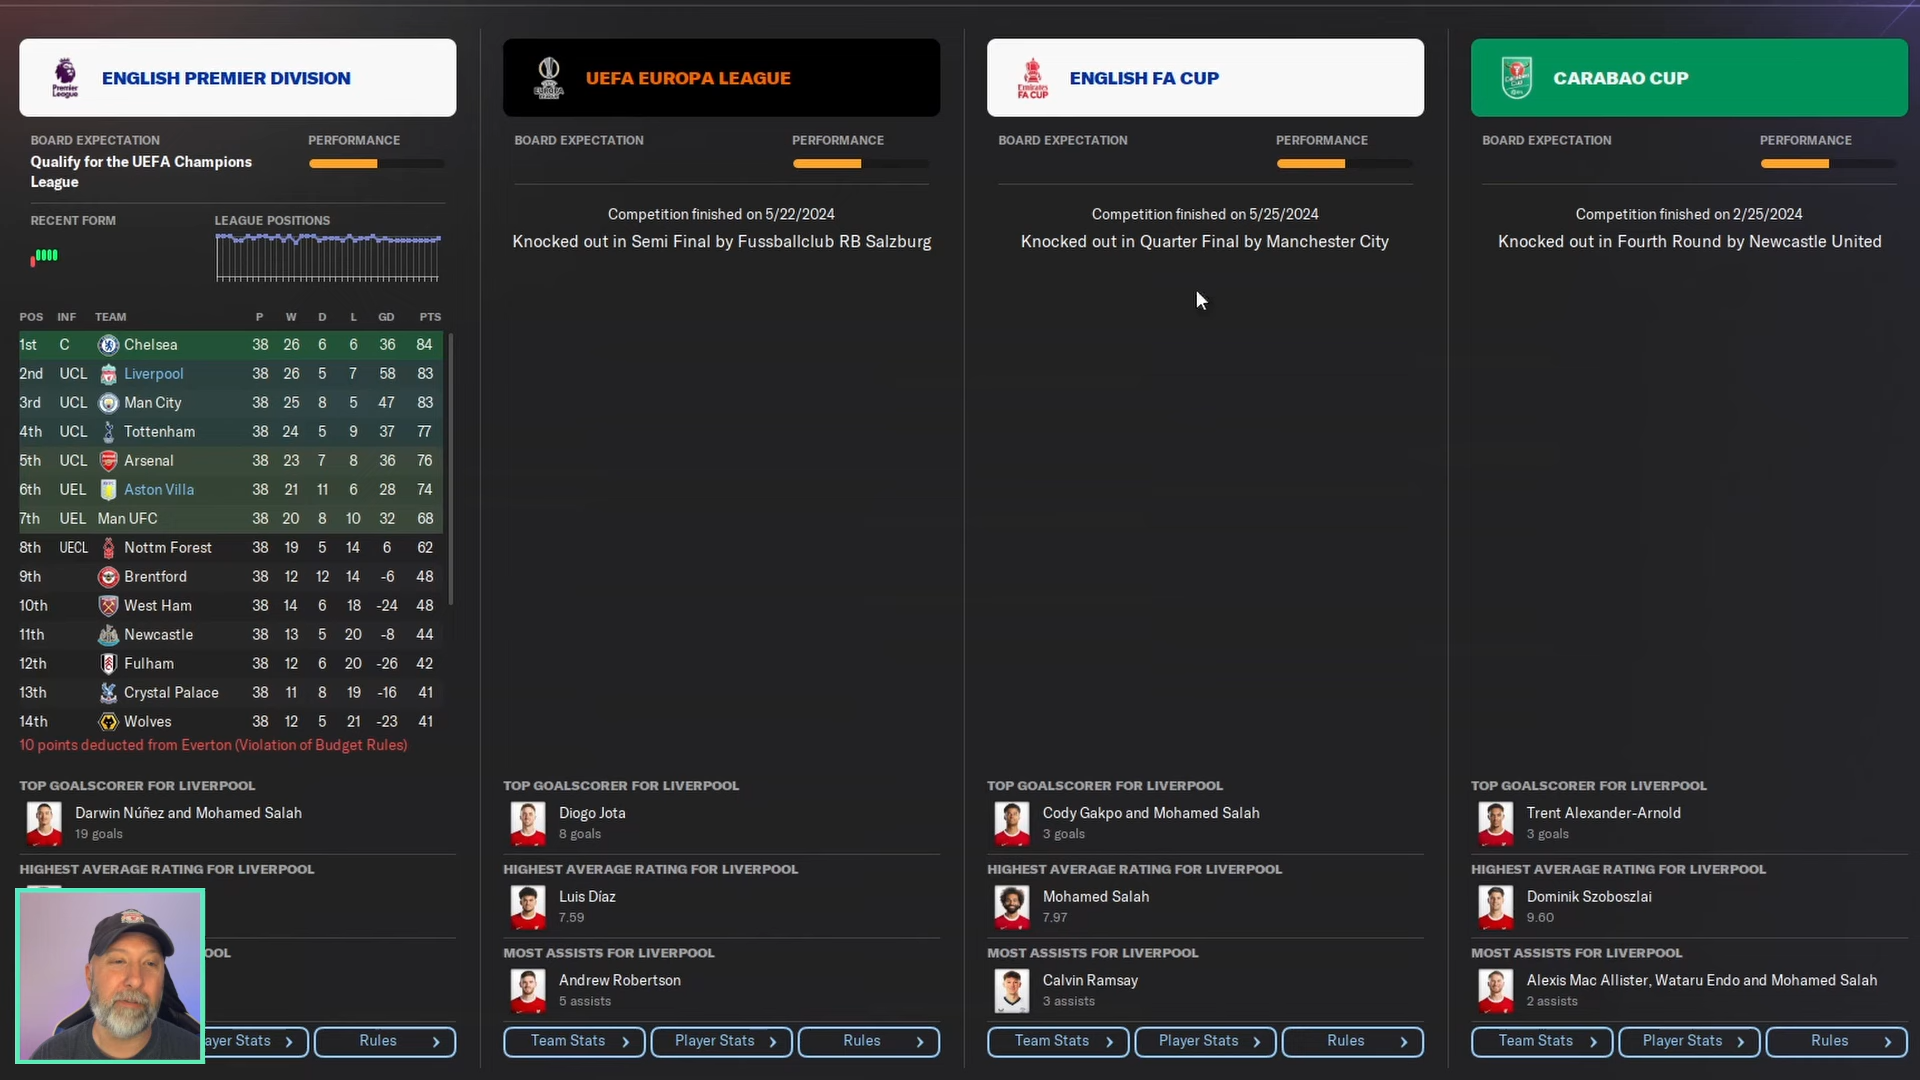 ENGLISH PREMIER DIVISION
BOARD EXPECTATION
PERFORMANCE
Qualify for the UEFA Champions
League
RECENT FORM
LEAGUE POSITIONS
POS INF TEAM P W D L GD PTS
1st C Chelsea 38 26 6 6 36 84
2nd UCL Liverpool 38 26 5 7 58 83
3rd UCL Man City 38 25 8 5 47 83
4th UCL Tottenham 38 24 5 9 37 77
5th UCL Arsenal 38 23 7 8 36 76
6th UEL Aston Villa 38 21 11 6 28 74
7th UEL Man UFC 38 20 8 10 32 68
8th UECL Nottm Forest 38 19 5 14 6 62
9th Brentford 38 12 12 14 -6 48
10th West Ham 38 14 6 18 -24 48
11th Newcastle 38 13 5 20 -8 44
12th Fulham 38 12 6 20 -26 42
13th Crystal Palace 38 11 8 19 -16 41
14th Wolves 38 12 5 21 -23 41
10 points deducted from Everton (Violation of Budget Rules)
TOP GOALSCORER FOR LIVERPOOL
Darwin Núñez and Mohamed Salah
19 goals
HIGHEST AVERAGE RATING FOR LIVERPOOL
OOL
ayer Stats
Rules
Premier
League
UEFA EUROPA LEAGUE
BOARD EXPECTATION
PERFORMANCE
Competition finished on 5/22/2024
Knocked out in Semi Final by Fussballclub RB Salzburg
TOP GOALSCORER FOR LIVERPOOL
Diogo Jota
8 goals
HIGHEST AVERAGE RATING FOR LIVERPOOL
Luis Díaz
7.59
MOST ASSISTS FOR LIVERPOOL
Andrew Robertson
5 assists
Team Stats
Player Stats
Rules
Emirates
FA CUP
ENGLISH FA CUP
BOARD EXPECTATION
PERFORMANCE
Competition finished on 5/25/2024
Knocked out in Quarter Final by Manchester City
TOP GOALSCORER FOR LIVERPOOL
Cody Gakpo and Mohamed Salah
3 goals
HIGHEST AVERAGE RATING FOR LIVERPOOL
Mohamed Salah
7.97
MOST ASSISTS FOR LIVERPOOL
Calvin Ramsay
3 assists
Team Stats
Player Stats
Rules
CARABAO CUP
BOARD EXPECTATION
PERFORMANCE
Competition finished on 2/25/2024
Knocked out in Fourth Round by Newcastle United
TOP GOALSCORER FOR LIVERPOOL
Trent Alexander-Arnold
3 goals
HIGHEST AVERAGE RATING FOR LIVERPOOL
Dominik Szoboszlai
9.60
MOST ASSISTS FOR LIVERPOOL
Alexis Mac Allister, Wataru Endo and Mohamed Salah
2 assists
Team Stats
Player Stats
Rules